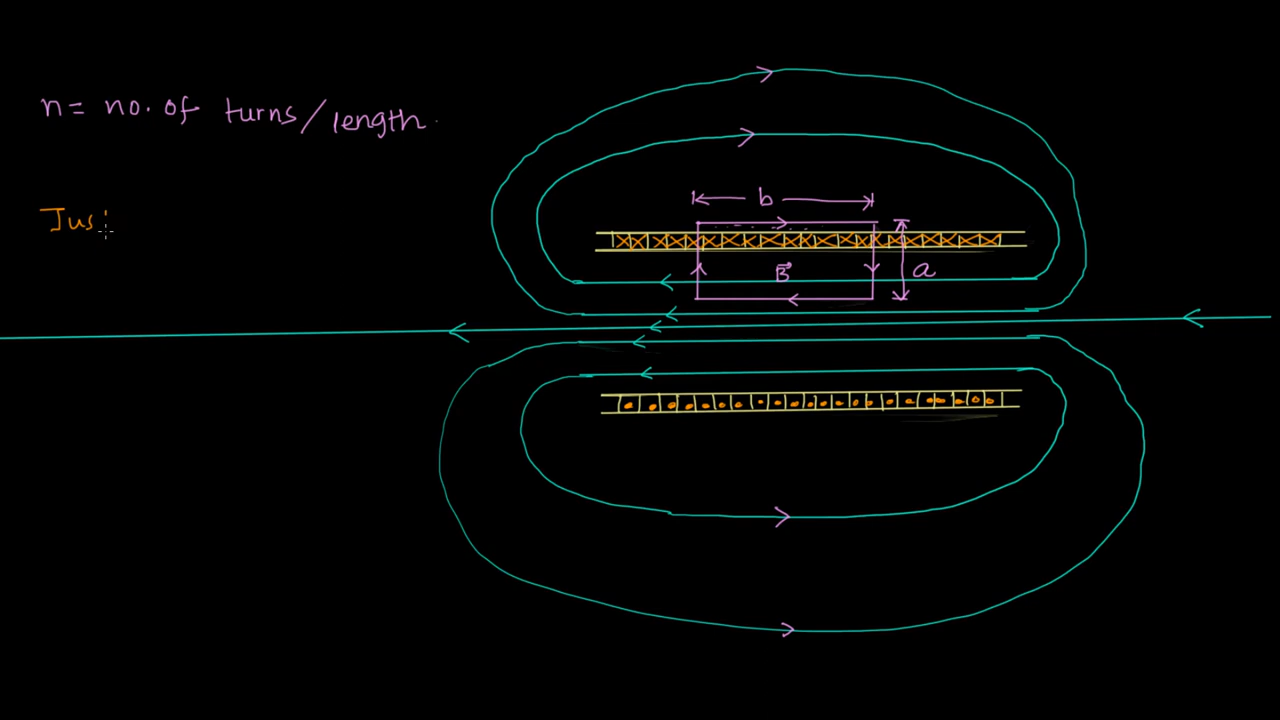 n = no. of turns/length.
b
B⃗
a
Jus